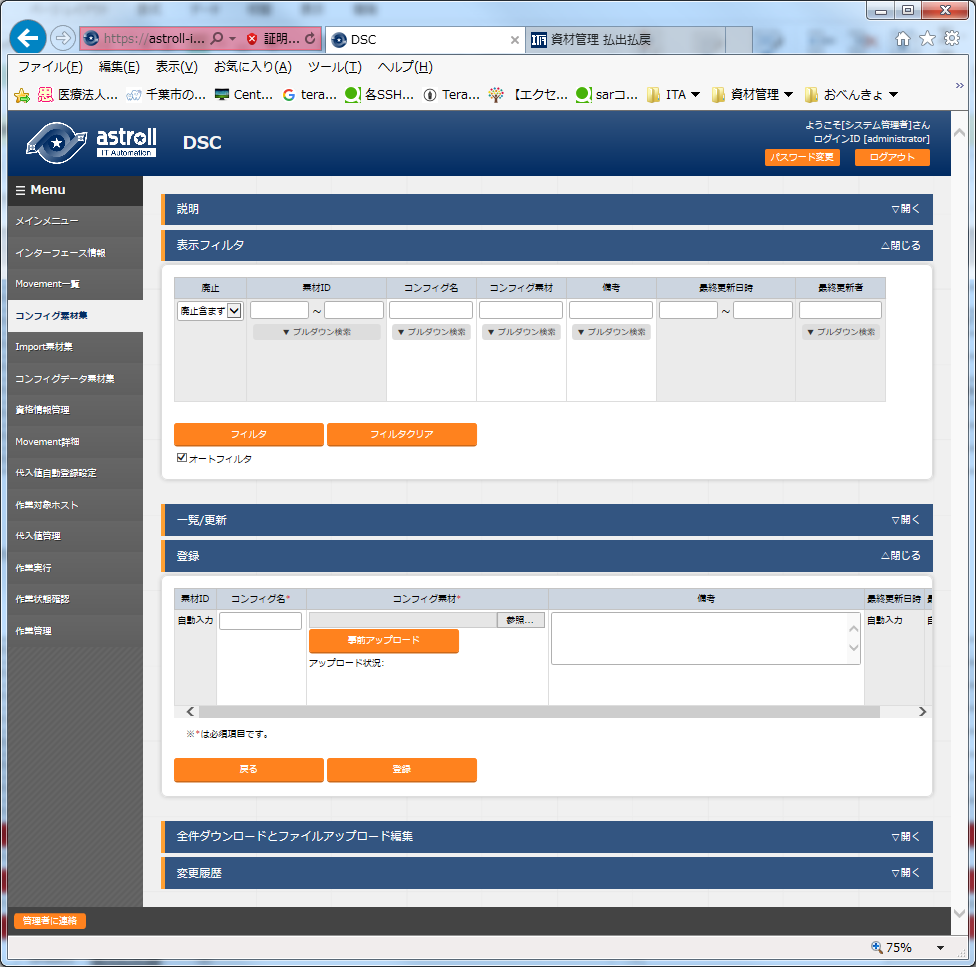 https://astroll-i...
証明...
DSC
資材管理 払出払戻
ファイル(F) 編集(E) 表示(V) お気に入り(A) ツール(T) ヘルプ(H)
医療法人... 千葉市の... Cent... tera... 各SSH... Tera... 【エクセ... sarコ... ITA 資材管理 おべんきょ
astroll
IT Automation
DSC
ようこそ[システム管理者]さん
ログインID [administrator]
パスワード変更 ログアウト
Menu
メインメニュー
インターフェース情報
Movement一覧
コンフィグ素材集
Import素材集
コンフィグデータ素材集
資格情報管理
Movement詳細
代入値自動登録設定
作業対象ホスト
代入値管理
作業実行
作業状態確認
作業管理
説明 ▽開く
表示フィルタ △閉じる
廃止 素材ID コンフィグ名 コンフィグ素材 備考 最終更新日時 最終更新者
廃止含まず ～ ～
▼プルダウン検索 ▼プルダウン検索 ▼プルダウン検索 ▼プルダウン検索 ▼プルダウン検索
フィルタ フィルタクリア
オートフィルタ
一覧/更新 ▽開く
登録 △閉じる
素材ID コンフィグ名* コンフィグ素材* 備考 最終更新日時
自動入力 参照... 自動入力
事前アップロード
アップロード状況:
※*は必須項目です。
戻る 登録
全件ダウンロードとファイルアップロード編集 ▽開く
変更履歴 ▽開く
管理者に連絡
75%